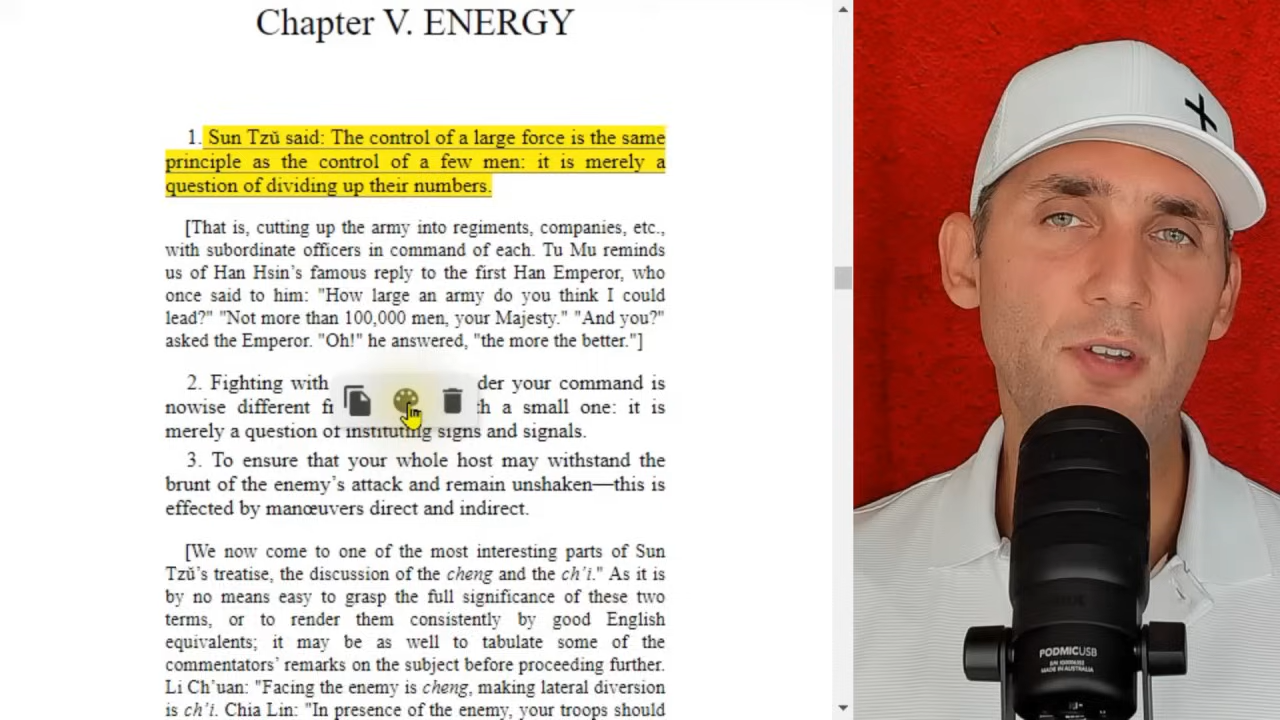 Chapter V. ENERGY
1. Sun Tzŭ said: The control of a large force is the same
principle as the control of a few men: it is merely a
question of dividing up their numbers.
[That is, cutting up the army into regiments, companies, etc.,
with subordinate officers in command of each. Tu Mu reminds
us of Han Hsin’s famous reply to the first Han Emperor, who
once said to him: "How large an army do you think I could
lead?" "Not more than 100,000 men, your Majesty." "And you?"
asked the Emperor. "Oh!" he answered, "the more the better."]
2. Fighting with der your command is
nowise different h a small one: it is
merely a question of instituting signs and signals.
3. To ensure that your whole host may withstand the
brunt of the enemy’s attack and remain unshaken—this is
effected by manœuvers direct and indirect.
[We now come to one of the most interesting parts of Sun
Tzŭ’s treatise, the discussion of the cheng and the ch’i." As it is
by no means easy to grasp the full significance of these two
terms, or to render them consistently by good English
equivalents; it may be as well to tabulate some of the
commentators’ remarks on the subject before proceeding further.
Li Ch’uan: "Facing the enemy is cheng, making lateral diversion
is ch’i. Chia Lin: "In presence of the enemy, your troops should
PODMICUSB
MADE IN AUSTRALIA